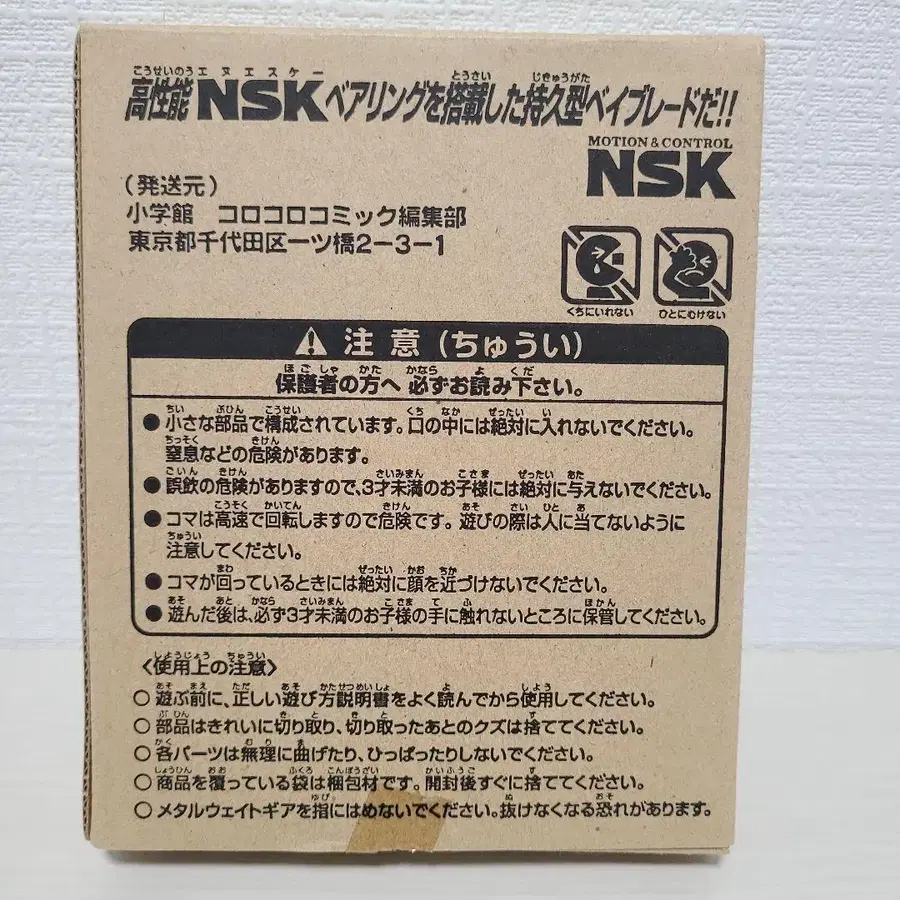 高性能NSKベアリングを搭載した持久型ベイブレードだ!!
MOTION & CONTROL
NSK
(発送元)
小学館 コロコロコミック編集部
東京都千代田区一ツ橋2-3-1
くちにいれない
ひとにむけない
注意(ちゅうい)
保護者の方へ 必ずお読み下さい。
●小さな部品で構成されています。口の中には絶対に入れないでください。
窒息などの危険があります。
●誤飲の危険がありますので、3才未満のお子様には絶対に与えないでください。
●コマは高速で回転しますので危険です。遊びの際は人に当てないように
注意してください。
●コマが回っているときには絶対に顔を近づけないでください。
●遊んだ後は、必ず3才未満のお子様の手に触れないところに保管してください。
〈使用上の注意〉
○遊ぶ前に、正しい遊び方説明書をよく読んでから使用してください。
○部品はきれいに切り取り、切り取ったあとのクズは捨ててください。
○各パーツは無理に曲げたり、ひっぱったりしないでください。
○商品を覆っている袋は梱包材です。開封後すぐに捨ててください。
○メタルウェイトギアを指にはめないでください。抜けなくなる恐れがあります。